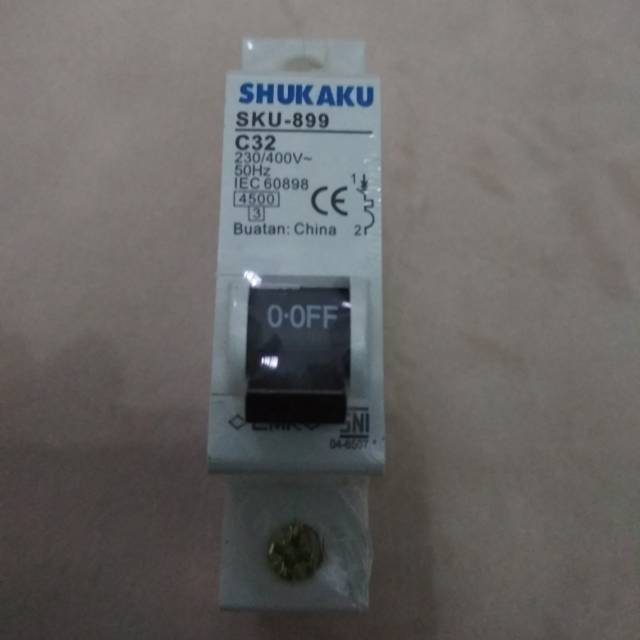 SHUKAKU
SKU-899
C32
230/400V~
50Hz
IEC 60898
4500
3
CE
1
2
Buatan: China
0·OFF
SNI